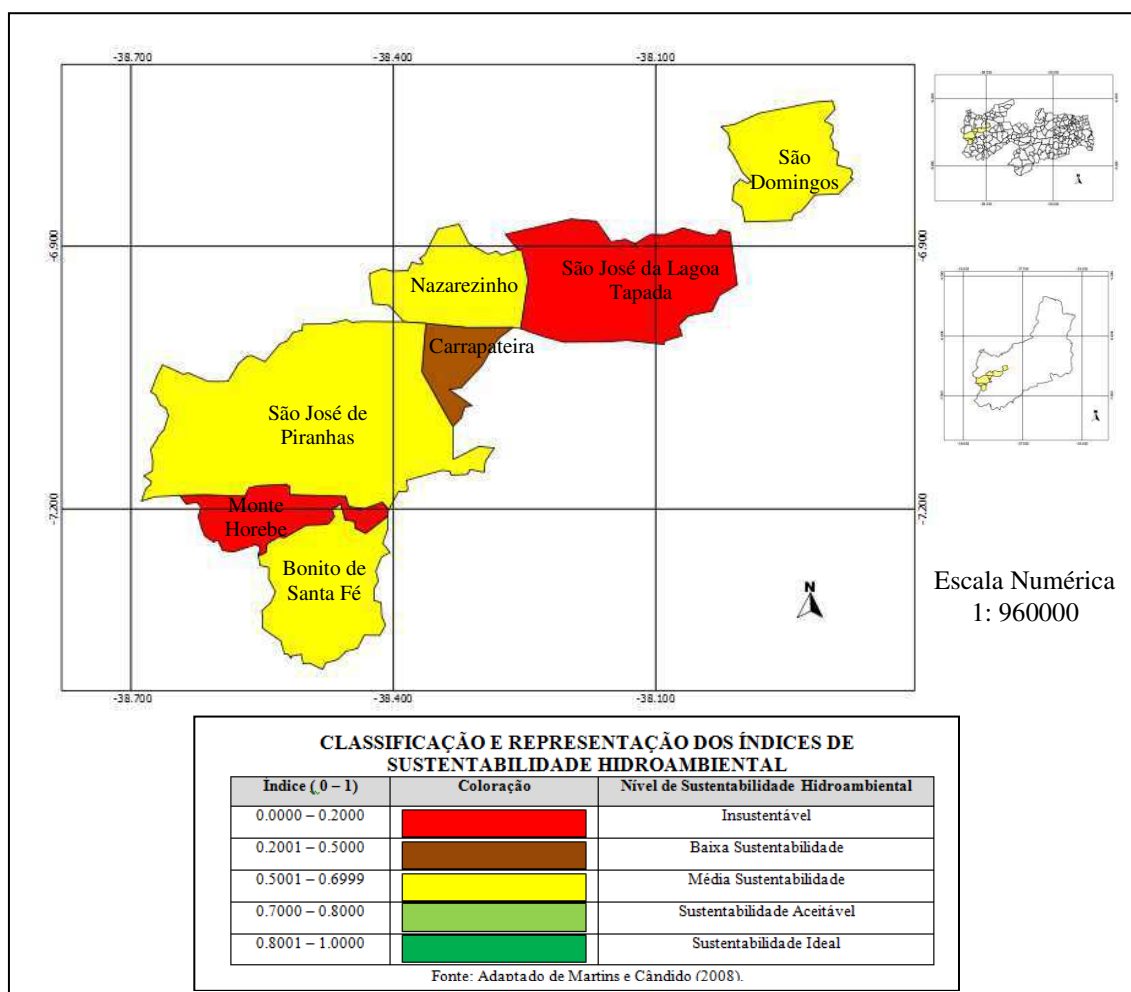 -38.700 -38.400 -38.100
São
Domingos
-6.900 -6.900
São José da Lagoa
Tapada
Nazarezinho
Carrapateira
São José de
Piranhas
-7.200 -7.200
Monte
Horebe
Bonito de
Santa Fé
N
Escala Numérica
1: 960000
-38.700 -38.400 -38.100
CLASSIFICAÇÃO E REPRESENTAÇÃO DOS ÍNDICES DE
SUSTENTABILIDADE HIDROAMBIENTAL
Índice ( 0 – 1) Coloração Nível de Sustentabilidade Hidroambiental
0.0000 – 0.2000 Insustentável
0.2001 – 0.5000 Baixa Sustentabilidade
0.5001 – 0.6999 Média Sustentabilidade
0.7000 – 0.8000 Sustentabilidade Aceitável
0.8001 – 1.0000 Sustentabilidade Ideal
Fonte: Adaptado de Martins e Cândido (2008).